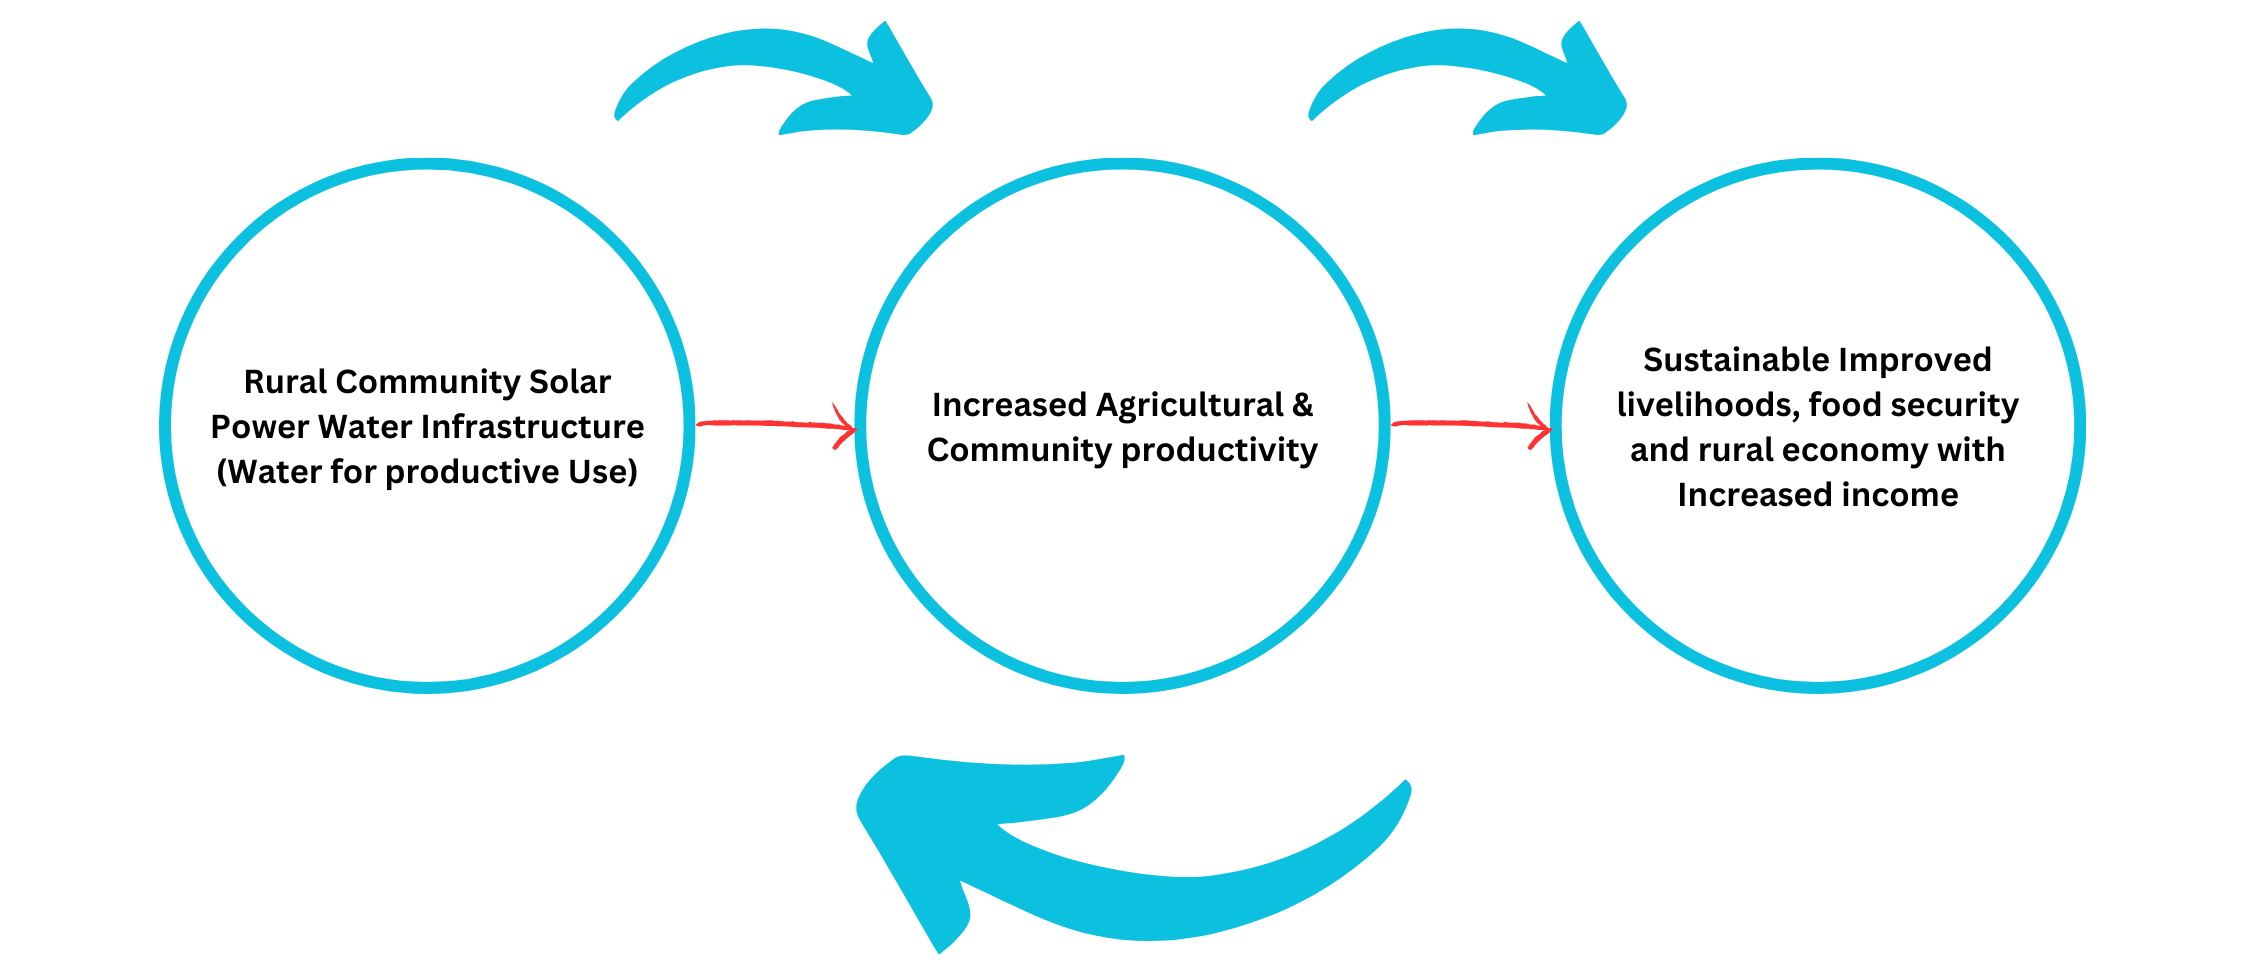 Rural Community Solar
Power Water Infrastructure
(Water for productive Use)
Increased Agricultural &
Community productivity
Sustainable Improved
livelihoods, food security
and rural economy with
Increased income